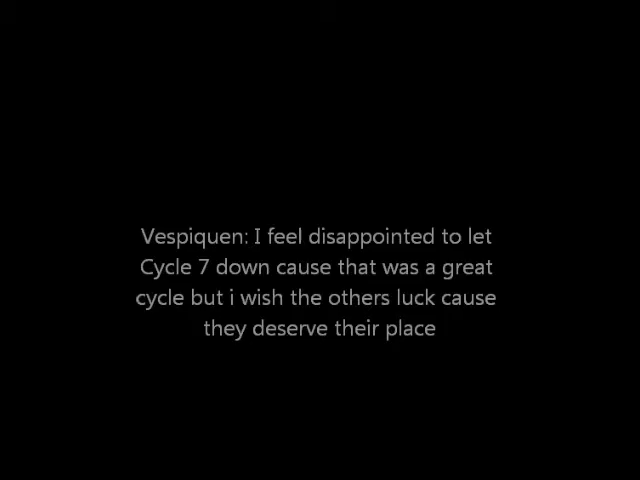 Vespiquen: I feel disappointed to let
Cycle 7 down cause that was a great
cycle but i wish the others luck cause
they deserve their place